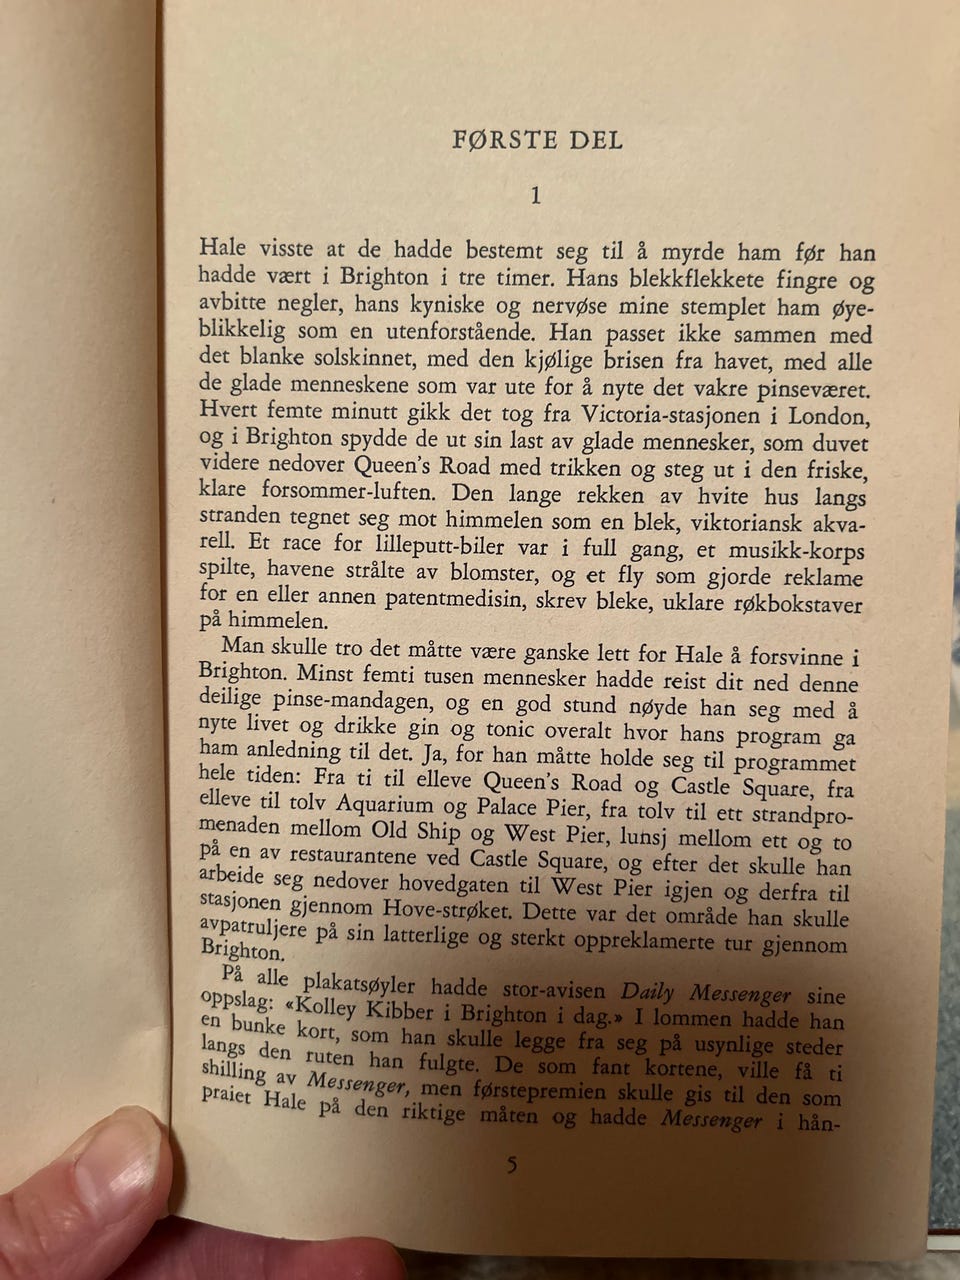 FØRSTE DEL
1
Hale visste at de hadde bestemt seg til å myrde ham før han
hadde vært i Brighton i tre timer. Hans blekkflekkete fingre og
avbitte negler, hans kyniske og nervøse mine stemplet ham øye-
blikkelig som en utenforstående. Han passet ikke sammen med
det blanke solskinnet, med den kjølige brisen fra havet, med alle
de glade menneskene som var ute for å nyte det vakre pinseværet.
Hvert femte minutt gikk det tog fra Victoria-stasjonen i London,
og i Brighton spydde de ut sin last av glade mennesker, som duvet
videre nedover Queen's Road med trikken og steg ut i den friske,
klare forsommer-luften. Den lange rekken av hvite hus langs
stranden tegnet seg mot himmelen som en blek, viktoriansk akva-
rell. Et race for lilleputt-biler var i full gang, et musikk-korps
spilte, havene strålte av blomster, og et fly som gjorde reklame
for en eller annen patentmedisin, skrev bleke, uklare røkbokstaver
på himmelen.
Man skulle tro det måtte være ganske lett for Hale å forsvinne i
Brighton. Minst femti tusen mennesker hadde reist dit ned denne
deilige pinse-mandagen, og en god stund nøyde han seg med å
nyte livet og drikke gin og tonic overalt hvor hans program ga
ham anledning til det. Ja, for han måtte holde seg til programmet
hele tiden: Fra ti til elleve Queen's Road og Castle Square, fra
elleve til tolv Aquarium og Palace Pier, fra tolv til ett strandpro-
menaden mellom Old Ship og West Pier, lunsj mellom ett og to
på en av restaurantene ved Castle Square, og efter det skulle han
arbeide seg nedover hovedgaten til West Pier igjen og derfra til
stasjonen gjennom Hove-strøket. Dette var det område han skulle
avpatruljere på sin latterlige og sterkt oppreklamerte tur gjennom
Brighton.
På alle plakatsøyler hadde stor-avisen Daily Messenger sine
oppslag: «Kolley Kibber i Brighton i dag.» I lommen hadde han
en bunke kort, som han skulle legge fra seg på usynlige steder
langs den ruten han fulgte. De som fant kortene, ville få ti
shilling av Messenger, men førstepremien skulle gis til den som
praiet Hale på den riktige måten og hadde Messenger i hån-
5